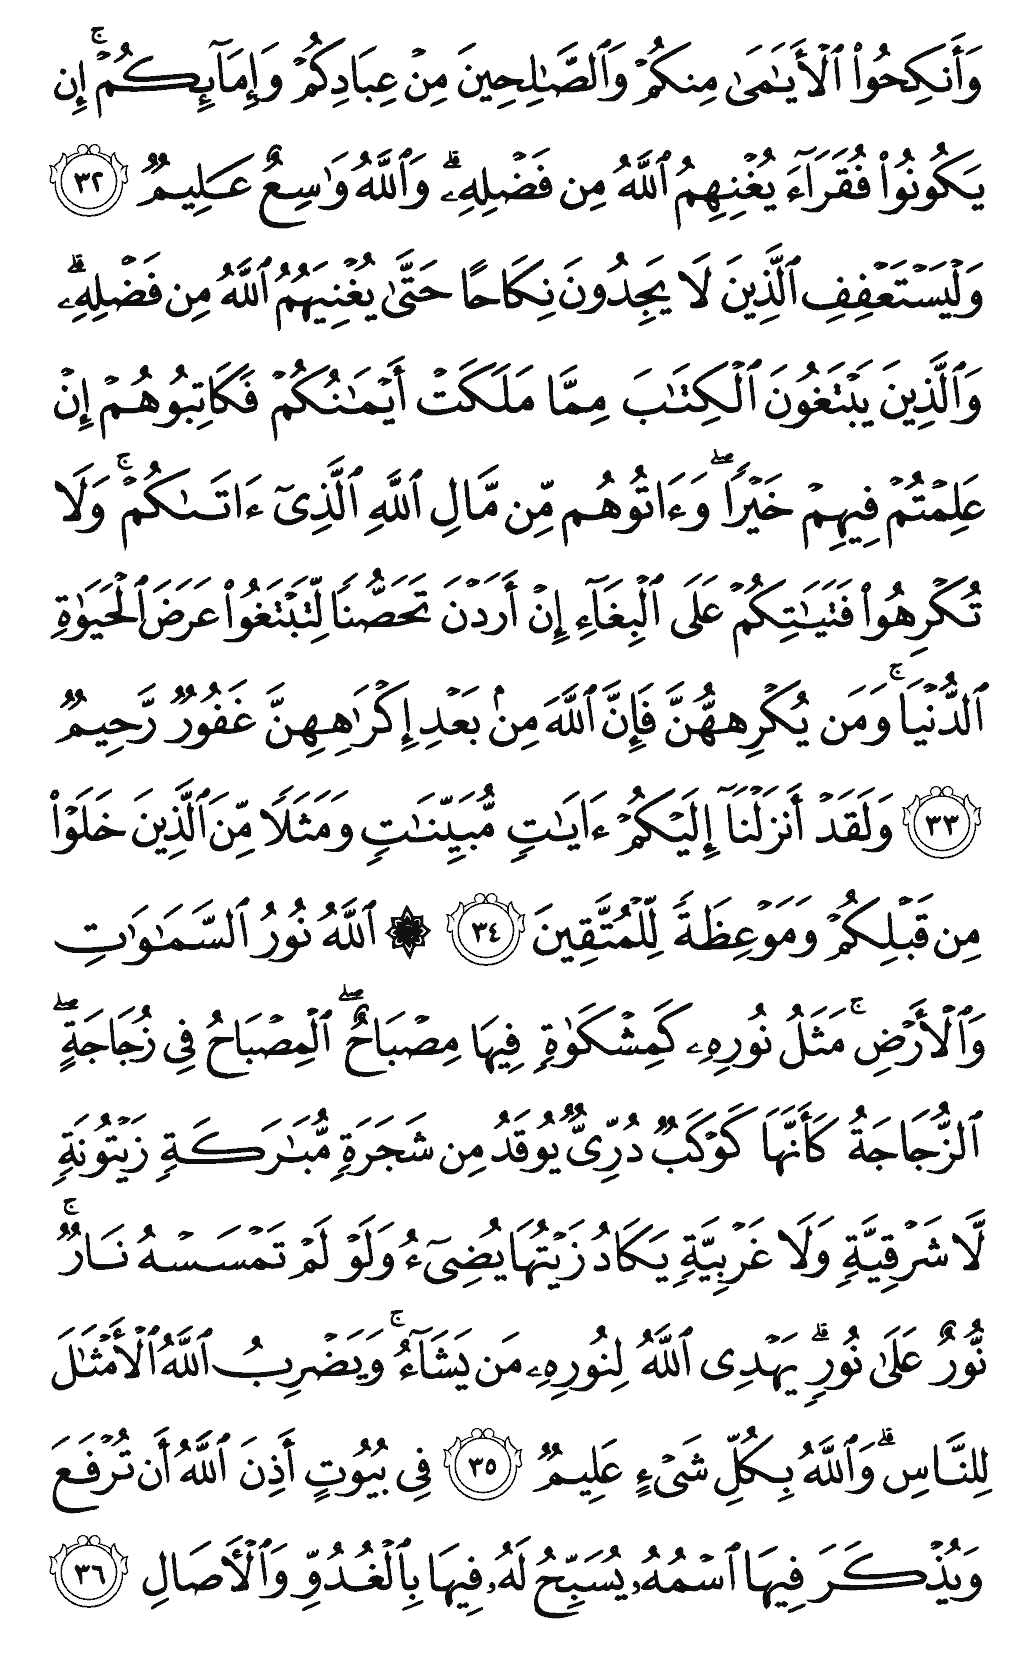 وَأَنكِحُوا۟ ٱلْأَيَـٰمَىٰ مِنكُمْ وَٱلصَّـٰلِحِينَ مِنْ عِبَادِكُمْ وَإِمَآئِكُمْ ۚ إِن
يَكُونُوا۟ فُقَرَآءَ يُغْنِهِمُ ٱللَّهُ مِن فَضْلِهِۦ ۗ وَٱللَّهُ وَٰسِعٌ عَلِيمٌ ٣٢
وَلْيَسْتَعْفِفِ ٱلَّذِينَ لَا يَجِدُونَ نِكَاحًا حَتَّىٰ يُغْنِيَهُمُ ٱللَّهُ مِن فَضْلِهِۦ ۗ
وَٱلَّذِينَ يَبْتَغُونَ ٱلْكِتَـٰبَ مِمَّا مَلَكَتْ أَيْمَـٰنُكُمْ فَكَاتِبُوهُمْ إِنْ
عَلِمْتُمْ فِيهِمْ خَيْرًا ۖ وَءَاتُوهُم مِّن مَّالِ ٱللَّهِ ٱلَّذِىٓ ءَاتَىٰكُمْ ۚ وَلَا
تُكْرِهُوا۟ فَتَيَـٰتِكُمْ عَلَى ٱلْبِغَآءِ إِنْ أَرَدْنَ تَحَصُّنًا لِّتَبْتَغُوا۟ عَرَضَ ٱلْحَيَوٰةِ
ٱلدُّنْيَا ۚ وَمَن يُكْرِههُّنَّ فَإِنَّ ٱللَّهَ مِنۢ بَعْدِ إِكْرَٰهِهِنَّ غَفُورٌ رَّحِيمٌ
٣٣ وَلَقَدْ أَنزَلْنَآ إِلَيْكُمْ ءَايَـٰتٍ مُّبَيِّنَـٰتٍ وَمَثَلًا مِّنَ ٱلَّذِينَ خَلَوْا۟
مِن قَبْلِكُمْ وَمَوْعِظَةً لِّلْمُتَّقِينَ ٣٤ ۞ ٱللَّهُ نُورُ ٱلسَّمَـٰوَٰتِ
وَٱلْأَرْضِ ۚ مَثَلُ نُورِهِۦ كَمِشْكَوٰةٍ فِيهَا مِصْبَاحٌ ۖ ٱلْمِصْبَاحُ فِى زُجَاجَةٍ ۖ
ٱلزُّجَاجَةُ كَأَنَّهَا كَوْكَبٌ دُرِّىٌّ يُوقَدُ مِن شَجَرَةٍ مُّبَـٰرَكَةٍ زَيْتُونَةٍ
لَّا شَرْقِيَّةٍ وَلَا غَرْبِيَّةٍ يَكَادُ زَيْتُهَا يُضِىٓءُ وَلَوْ لَمْ تَمْسَسْهُ نَارٌ ۚ
نُّورٌ عَلَىٰ نُورٍ ۗ يَهْدِى ٱللَّهُ لِنُورِهِۦ مَن يَشَآءُ ۚ وَيَضْرِبُ ٱللَّهُ ٱلْأَمْثَـٰلَ
لِلنَّاسِ ۗ وَٱللَّهُ بِكُلِّ شَىْءٍ عَلِيمٌ ٣٥ فِى بُيُوتٍ أَذِنَ ٱللَّهُ أَن تُرْفَعَ
وَيُذْكَرَ فِيهَا ٱسْمُهُۥ يُسَبِّحُ لَهُۥ فِيهَا بِٱلْغُدُوِّ وَٱلْـَٔاصَالِ ٣٦